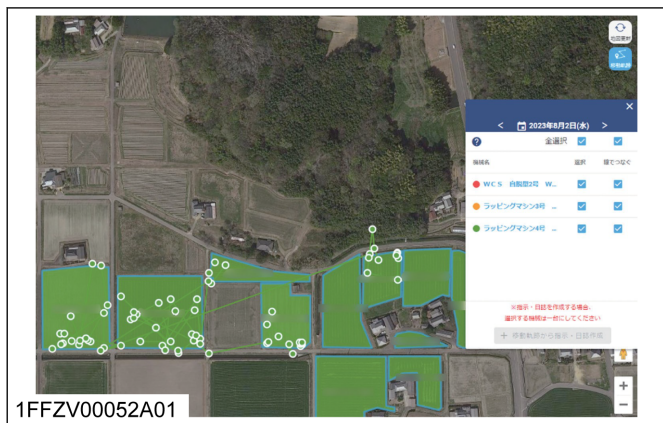 地図更新
移動軌跡
×
< 2023年8月2日(水) >
? 全選択
機械名 選択 線でつなぐ
WCS 自脱型2号 W...
ラッピングマシン3号 ...
ラッピングマシン4号 ...
※指示・日誌を作成する場合、
選択する機械は一台にしてください
+ 移動軌跡から指示・日誌作成
+
−
1FFZV00052A01